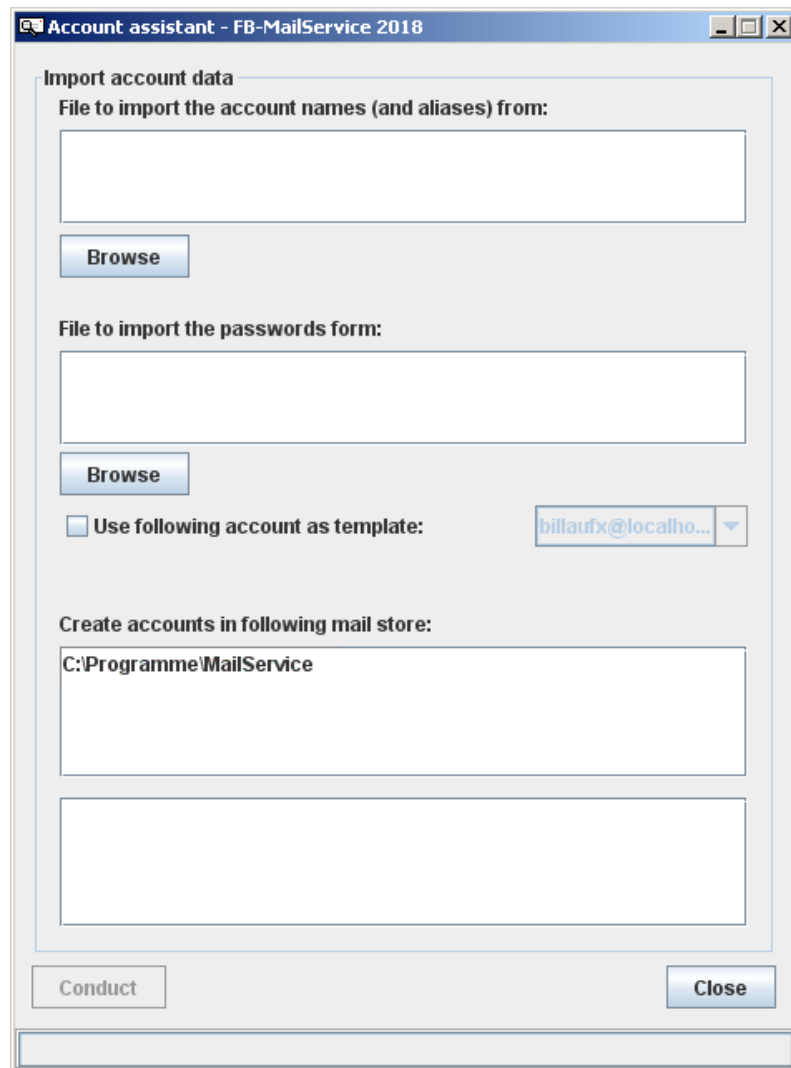 Account assistant - FB-MailService 2018
Import account data
File to import the account names (and aliases) from:
Browse
File to import the passwords form:
Browse
Use following account as template:
billaufx@localho...
Create accounts in following mail store:
C:\Programme\MailService
Conduct
Close